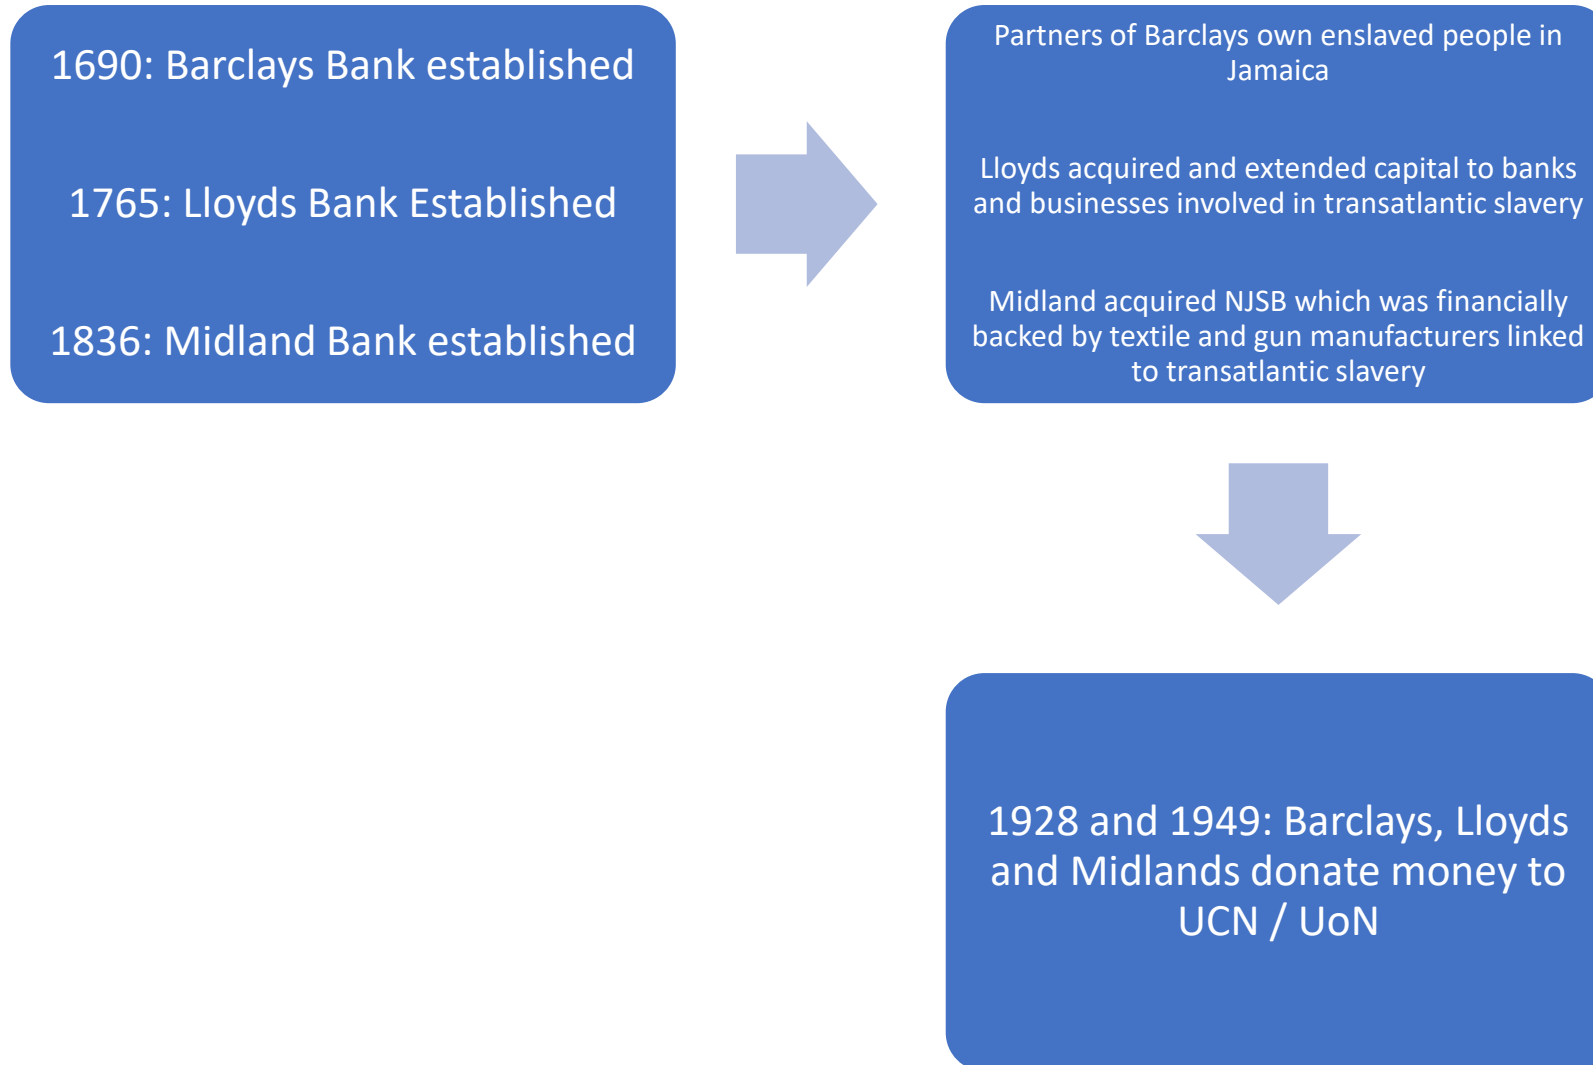 1690: Barclays Bank established
1765: Lloyds Bank Established
1836: Midland Bank established
Partners of Barclays own enslaved people in
Jamaica
Lloyds acquired and extended capital to banks
and businesses involved in transatlantic slavery
Midland acquired NJSB which was financially
backed by textile and gun manufacturers linked
to transatlantic slavery
1928 and 1949: Barclays, Lloyds
and Midlands donate money to
UCN / UoN